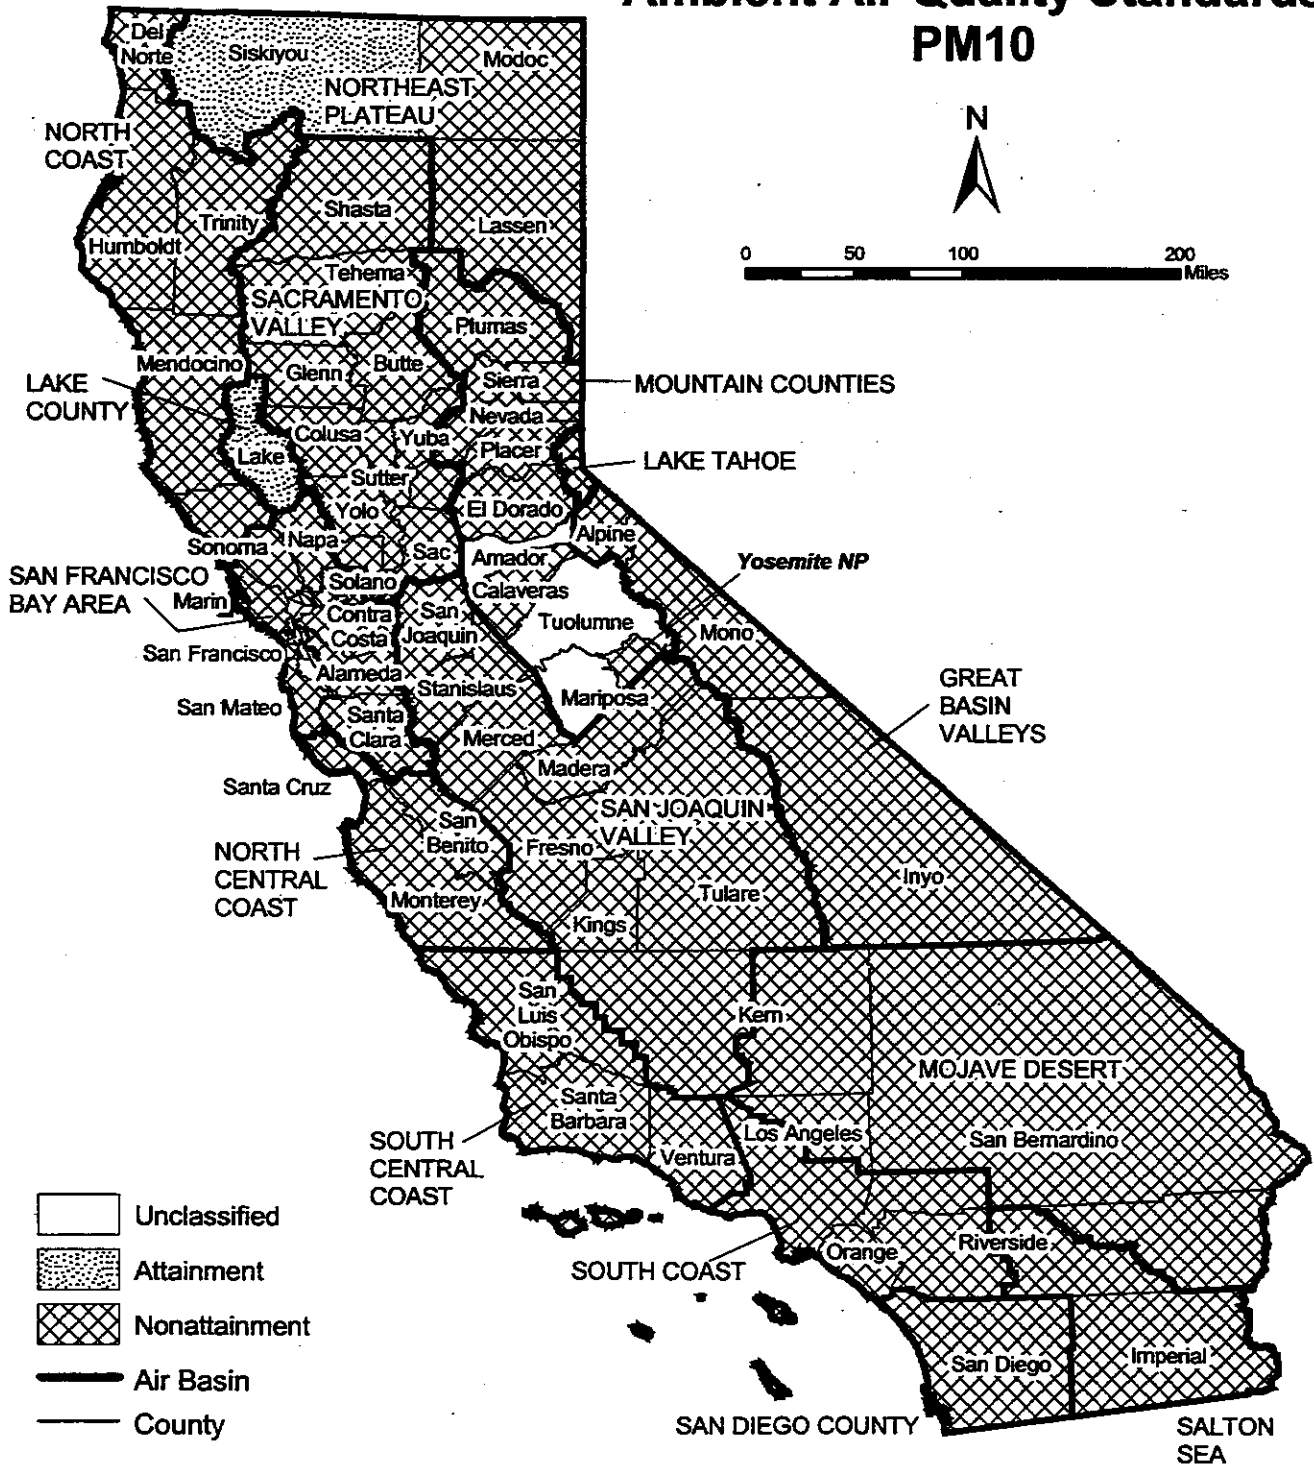 Ambient Air Quality Standards
PM10
N
0 50 100 200
Miles
Del
Norte
Siskiyou
Modoc
NORTHEAST
PLATEAU
NORTH
COAST
Trinity
Shasta
Humboldt
Lassen
Tehema
SACRAMENTO
VALLEY
Plumas
Mendocino
Glenn
Butte
Sierra
MOUNTAIN COUNTIES
LAKE
COUNTY
Nevada
Colusa
Yuba
Placer
Lake
LAKE TAHOE
Sutter
Yolo
El Dorado
Sonoma
Napa
Alpine
Sac
Amador
Yosemite NP
SAN FRANCISCO
BAY AREA
Solano
Calaveras
Marin
Contra
Costa
San
Joaquin
Tuolumne
Mono
San Francisco
Alameda
Stanislaus
Mariposa
GREAT
BASIN
VALLEYS
San Mateo
Santa
Clara
Merced
Madera
Santa Cruz
SAN JOAQUIN
VALLEY
San
Benito
Fresno
NORTH
CENTRAL
COAST
Inyo
Tulare
Monterey
Kings
San
Luis
Obispo
Kern
MOJAVE DESERT
Santa
Barbara
Los Angeles
San Bernardino
SOUTH
CENTRAL
COAST
Ventura
Unclassified
Attainment
Nonattainment
Air Basin
County
Orange
Riverside
SOUTH COAST
San Diego
Imperial
SAN DIEGO COUNTY
SALTON
SEA